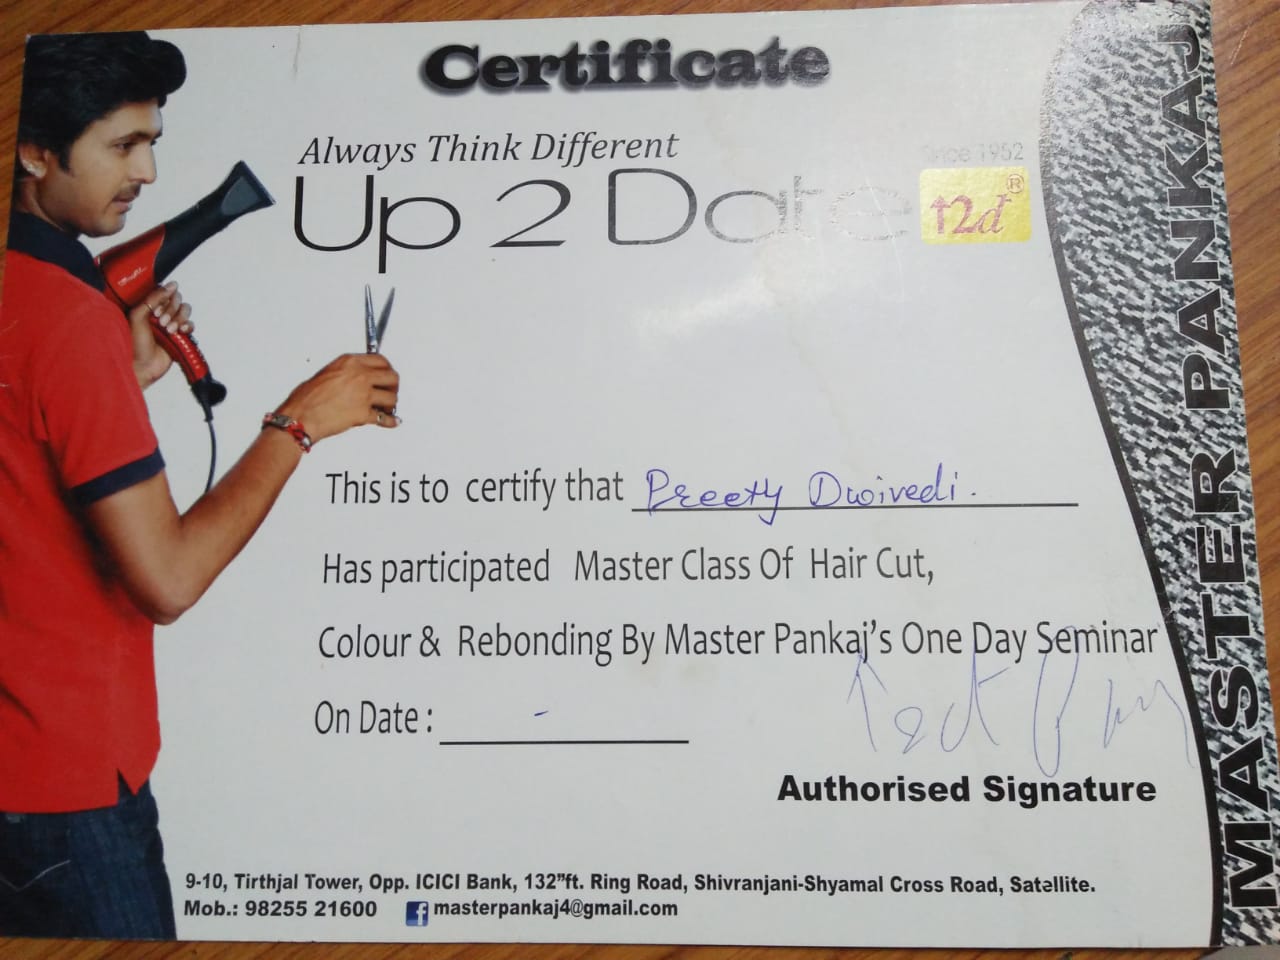 Certificate
Always Think Different
Up 2 Date
Since 1952
↑2d ®
This is to certify that Preety Dwivedi.
Has participated Master Class Of Hair Cut,
Colour & Rebonding By Master Pankaj's One Day Seminar
On Date : -
Authorised Signature
9-10, Tirthjal Tower, Opp. ICICI Bank, 132"ft. Ring Road, Shivranjani-Shyamal Cross Road, Satellite.
Mob.: 98255 21600 f masterpankaj4@gmail.com
MASTER PANKAJ